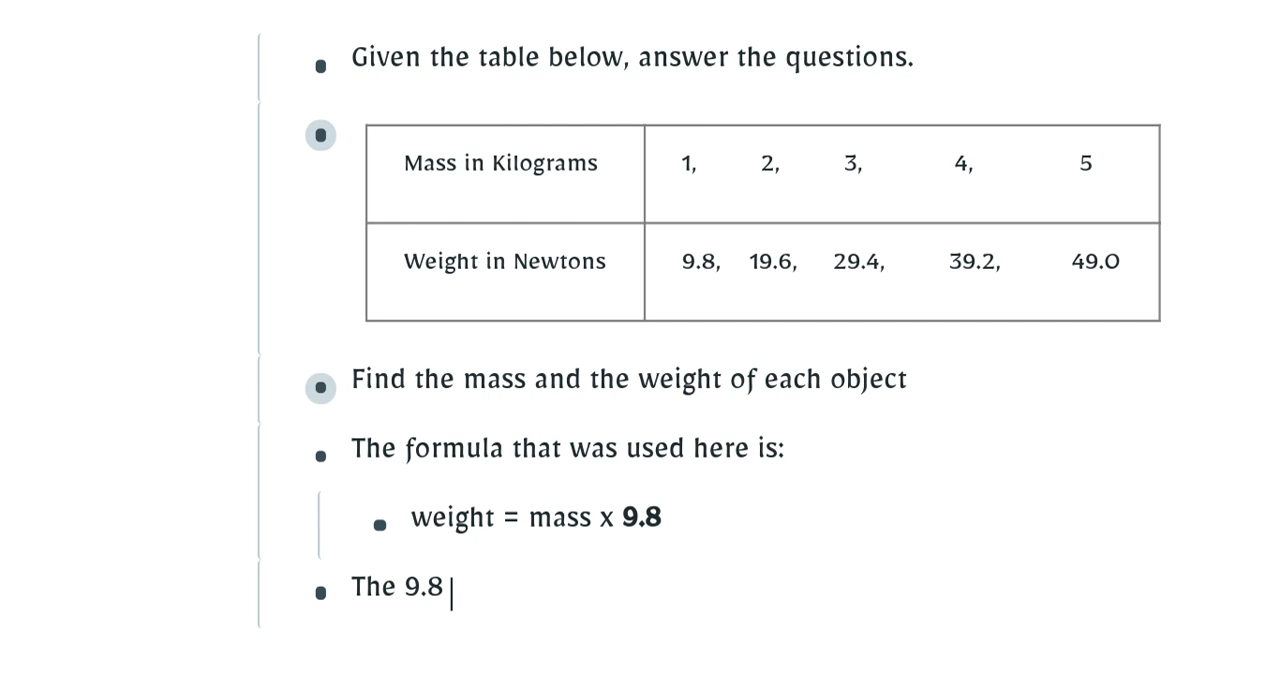 Given the table below, answer the questions.
Mass in Kilograms 1, 2, 3, 4, 5
Weight in Newtons 9.8, 19.6, 29.4, 39.2, 49.0
Find the mass and the weight of each object
The formula that was used here is:
weight = mass x 9.8
The 9.8